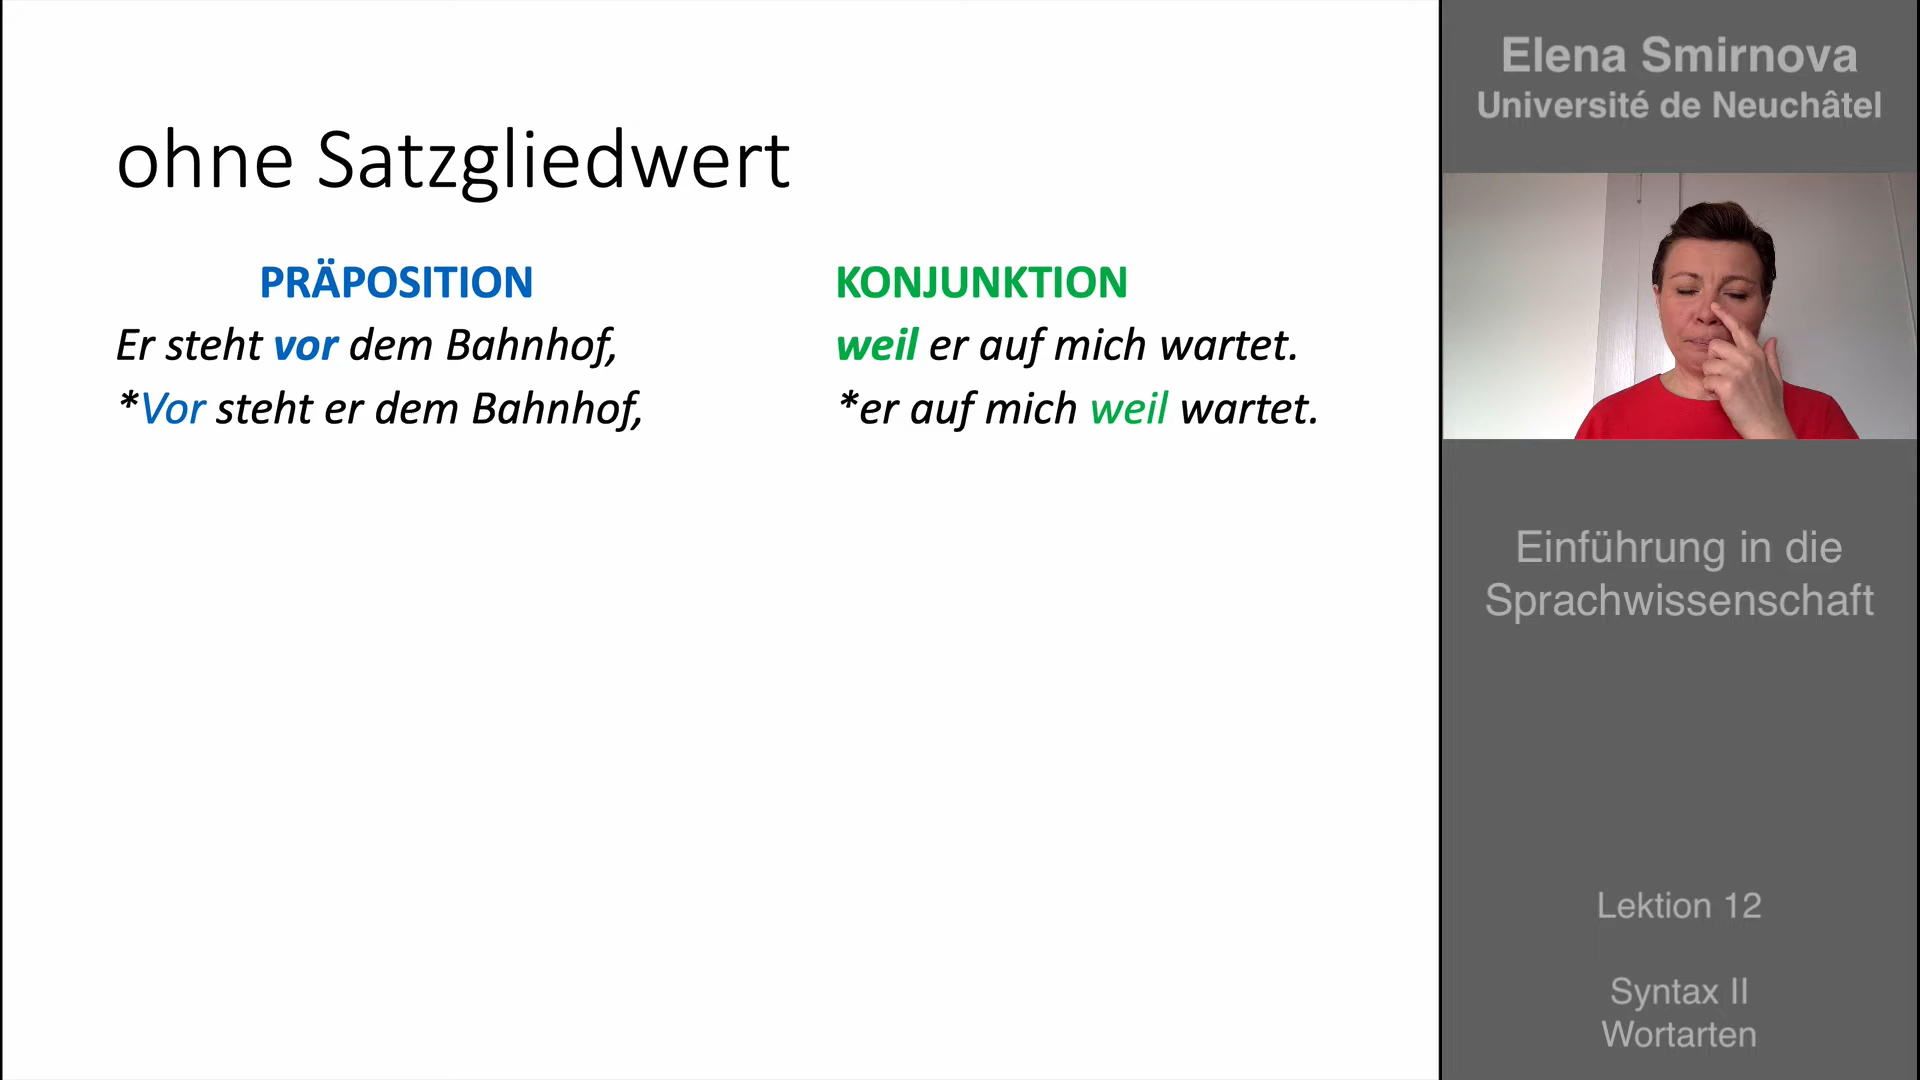 ohne Satzgliedwert
PRÄPOSITION
Er steht vor dem Bahnhof,
*Vor steht er dem Bahnhof,
KONJUNKTION
weil er auf mich wartet.
*er auf mich weil wartet.
Elena Smirnova
Université de Neuchâtel
Einführung in die
Sprachwissenschaft
Lektion 12
Syntax II
Wortarten